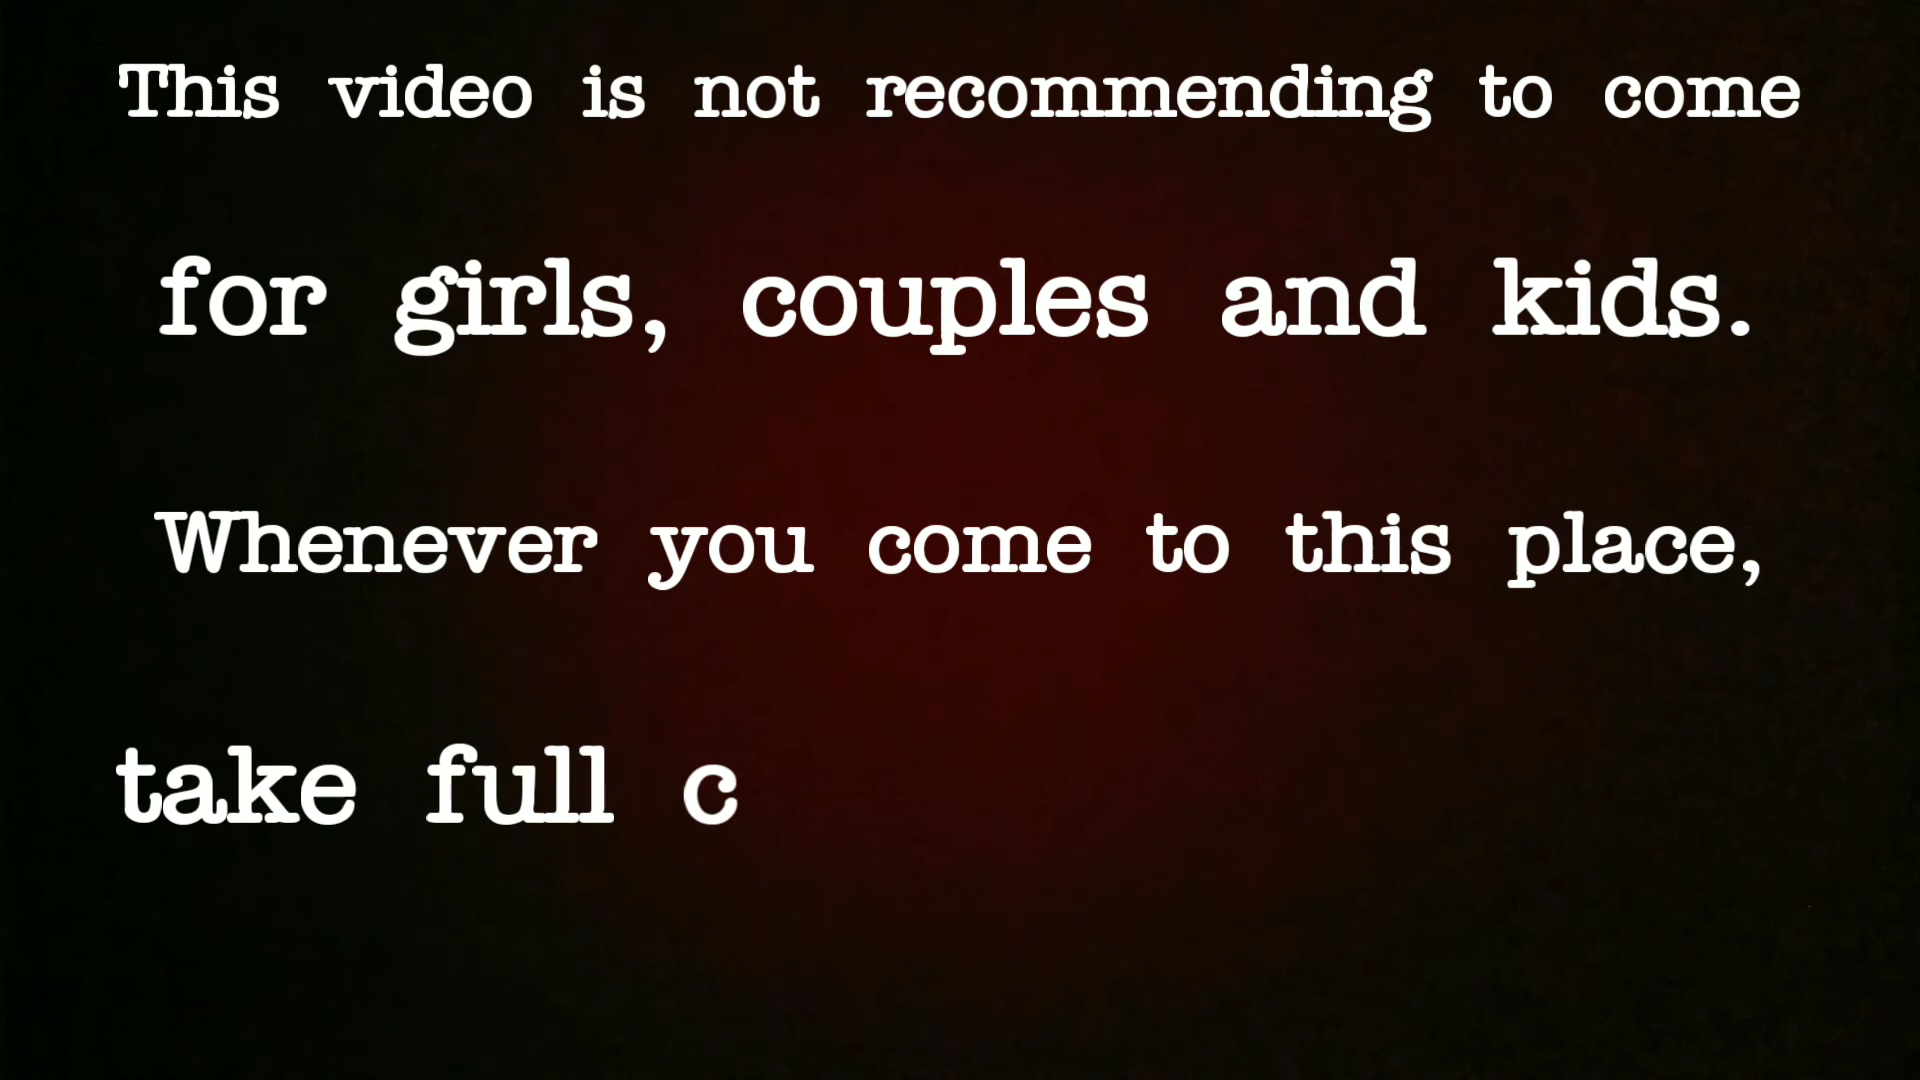 This video is not recommending to come
for girls, couples and kids.
Whenever you come to this place,
take full c